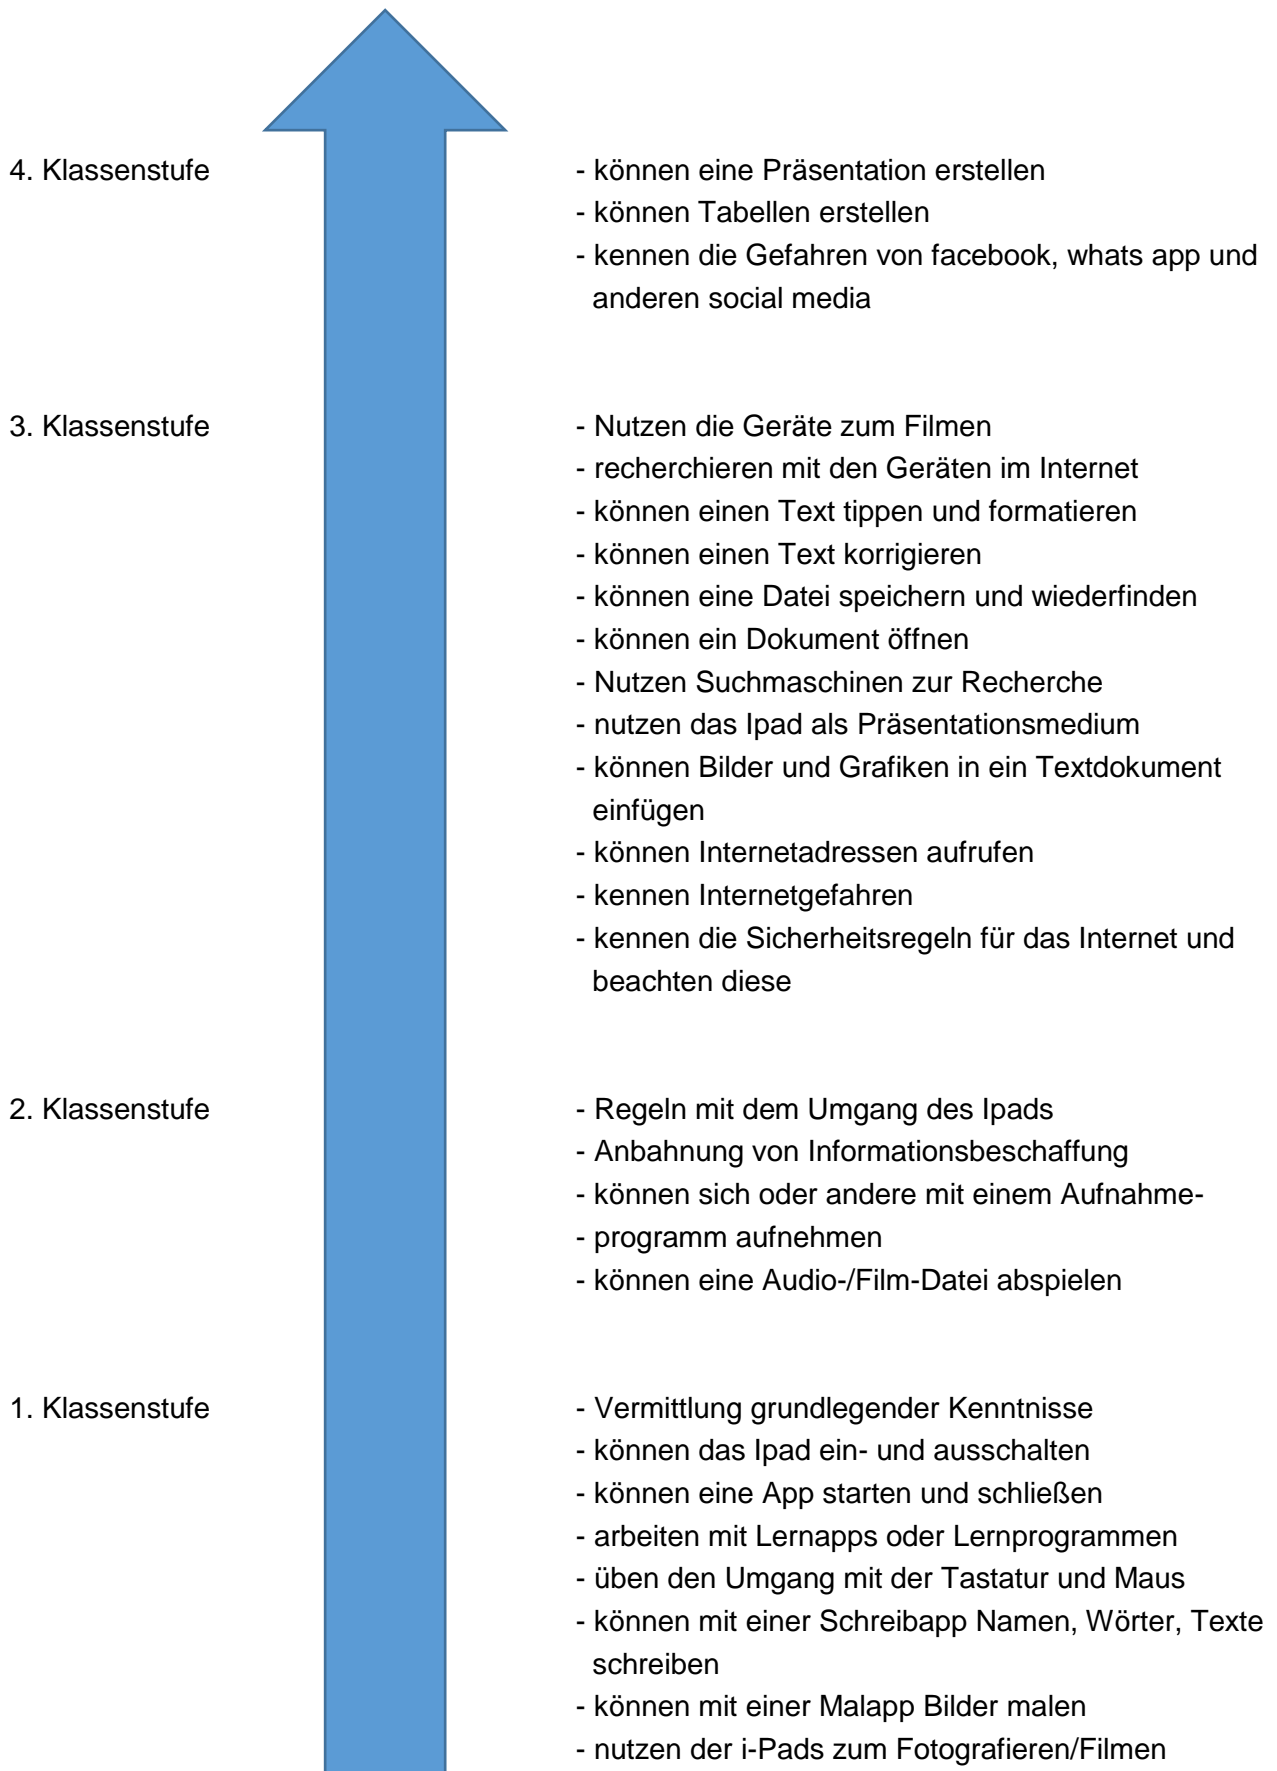 4. Klassenstufe - können eine Präsentation erstellen
- können Tabellen erstellen
- kennen die Gefahren von facebook, whats app und
anderen social media
3. Klassenstufe - Nutzen die Geräte zum Filmen
- recherchieren mit den Geräten im Internet
- können einen Text tippen und formatieren
- können einen Text korrigieren
- können eine Datei speichern und wiederfinden
- können ein Dokument öffnen
- Nutzen Suchmaschinen zur Recherche
- nutzen das Ipad als Präsentationsmedium
- können Bilder und Grafiken in ein Textdokument
einfügen
- können Internetadressen aufrufen
- kennen Internetgefahren
- kennen die Sicherheitsregeln für das Internet und
beachten diese
2. Klassenstufe - Regeln mit dem Umgang des Ipads
- Anbahnung von Informationsbeschaffung
- können sich oder andere mit einem Aufnahme-
- programm aufnehmen
- können eine Audio-/Film-Datei abspielen
1. Klassenstufe - Vermittlung grundlegender Kenntnisse
- können das Ipad ein- und ausschalten
- können eine App starten und schließen
- arbeiten mit Lernapps oder Lernprogrammen
- üben den Umgang mit der Tastatur und Maus
- können mit einer Schreibapp Namen, Wörter, Texte
schreiben
- können mit einer Malapp Bilder malen
- nutzen der i-Pads zum Fotografieren/Filmen